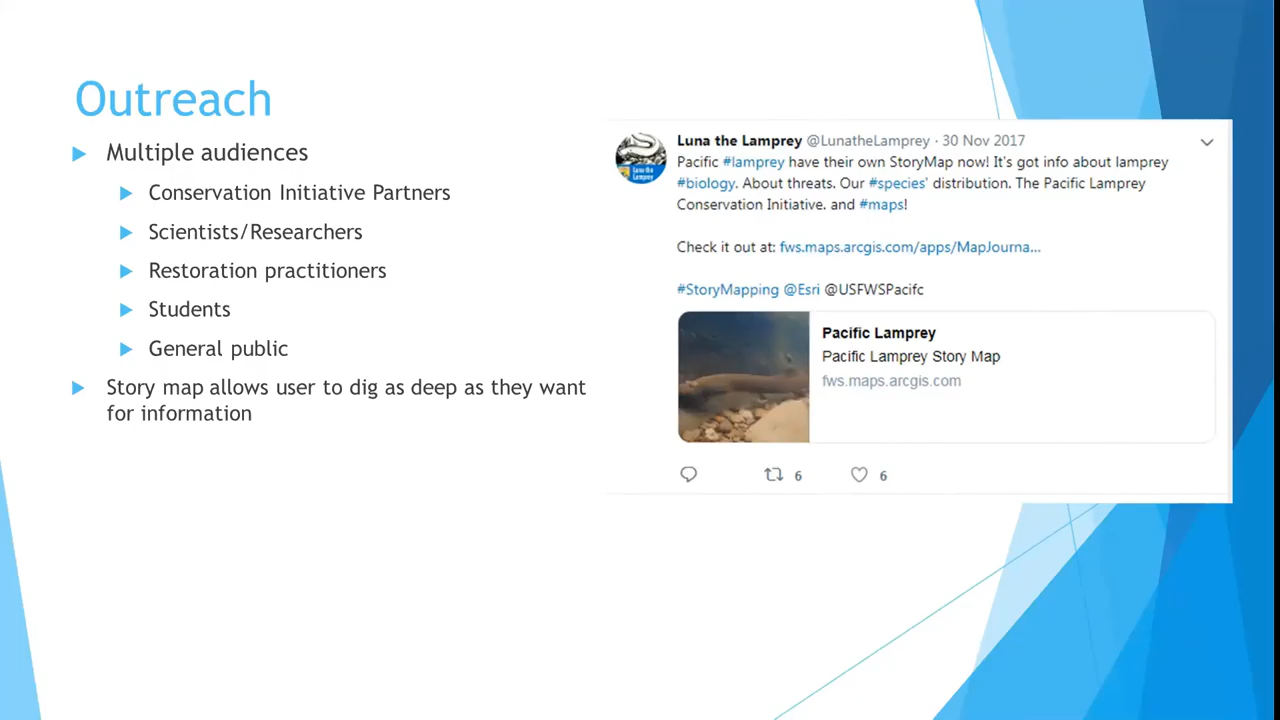 Outreach
Multiple audiences
Conservation Initiative Partners
Scientists/Researchers
Restoration practitioners
Students
General public
Story map allows user to dig as deep as they want
for information
Luna the Lamprey @LunatheLamprey · 30 Nov 2017
Pacific #lamprey have their own StoryMap now! It's got info about lamprey
#biology. About threats. Our #species' distribution. The Pacific Lamprey
Conservation Initiative. and #maps!
Check it out at: fws.maps.arcgis.com/apps/MapJourna...
#StoryMapping @Esri @USFWSPacifc
Pacific Lamprey
Pacific Lamprey Story Map
fws.maps.arcgis.com
6 6